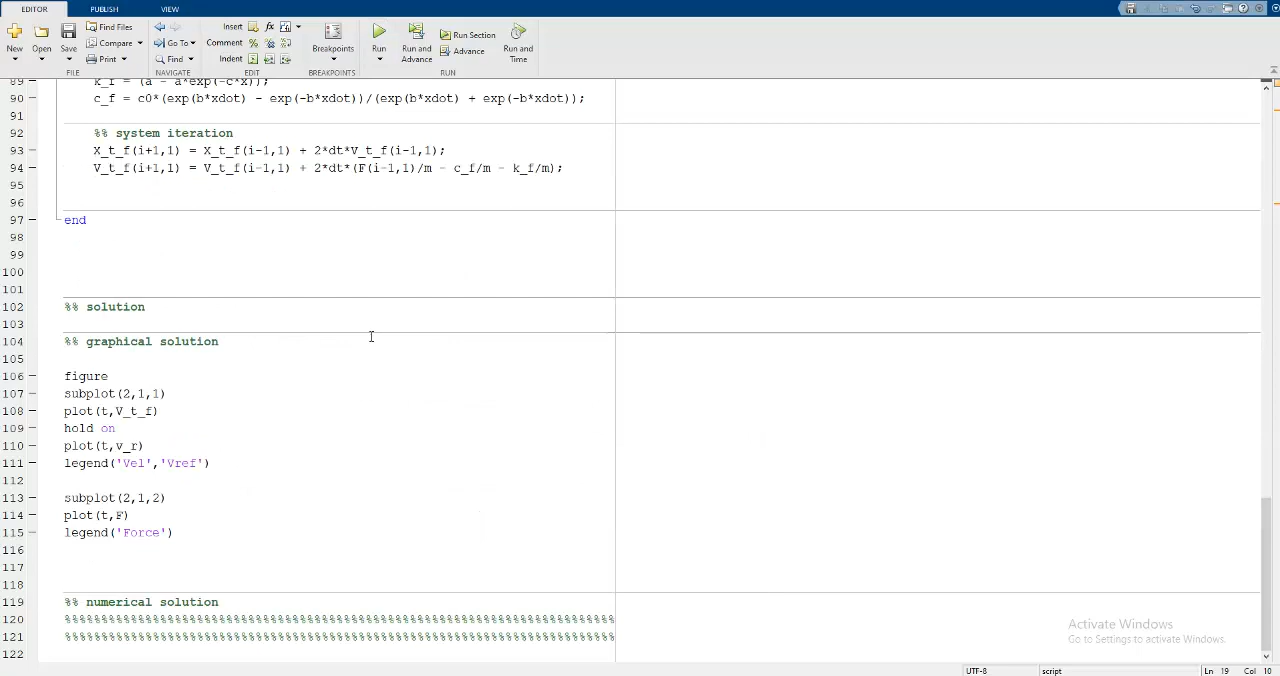 EDITOR PUBLISH VIEW
New Open Save Find Files Compare Print Go To Find Insert fx Comment Indent Breakpoints Run Run and Advance Run Section Advance Run and Time
FILE NAVIGATE EDIT BREAKPOINTS RUN
89 k_f = (a - a*exp(-c*x));
90 c_f = c0*(exp(b*xdot) - exp(-b*xdot))/(exp(b*xdot) + exp(-b*xdot));
91
92 %% system iteration
93 X_t_f(i+1,1) = X_t_f(i-1,1) + 2*dt*V_t_f(i-1,1);
94 V_t_f(i+1,1) = V_t_f(i-1,1) + 2*dt*(F(i-1,1)/m - c_f/m - k_f/m);
95
96
97 end
98
99
100
101
102 %% solution
103
104 %% graphical solution
105
106 figure
107 subplot(2,1,1)
108 plot(t,V_t_f)
109 hold on
110 plot(t,v_r)
111 legend('Vel','Vref')
112
113 subplot(2,1,2)
114 plot(t,F)
115 legend('Force')
116
117
118
119 %% numerical solution
120 %%%%%%%%%%%%%%%%%%%%%%%%%%%%%%%%%%%%%%%%%%%%%%%%%%%%%%%%%%%%%%%%%%%%%%%%%%%
121 %%%%%%%%%%%%%%%%%%%%%%%%%%%%%%%%%%%%%%%%%%%%%%%%%%%%%%%%%%%%%%%%%%%%%%%%%%%
122
Activate Windows
Go to Settings to activate Windows.
UTF-8 script Ln 19 Col 10